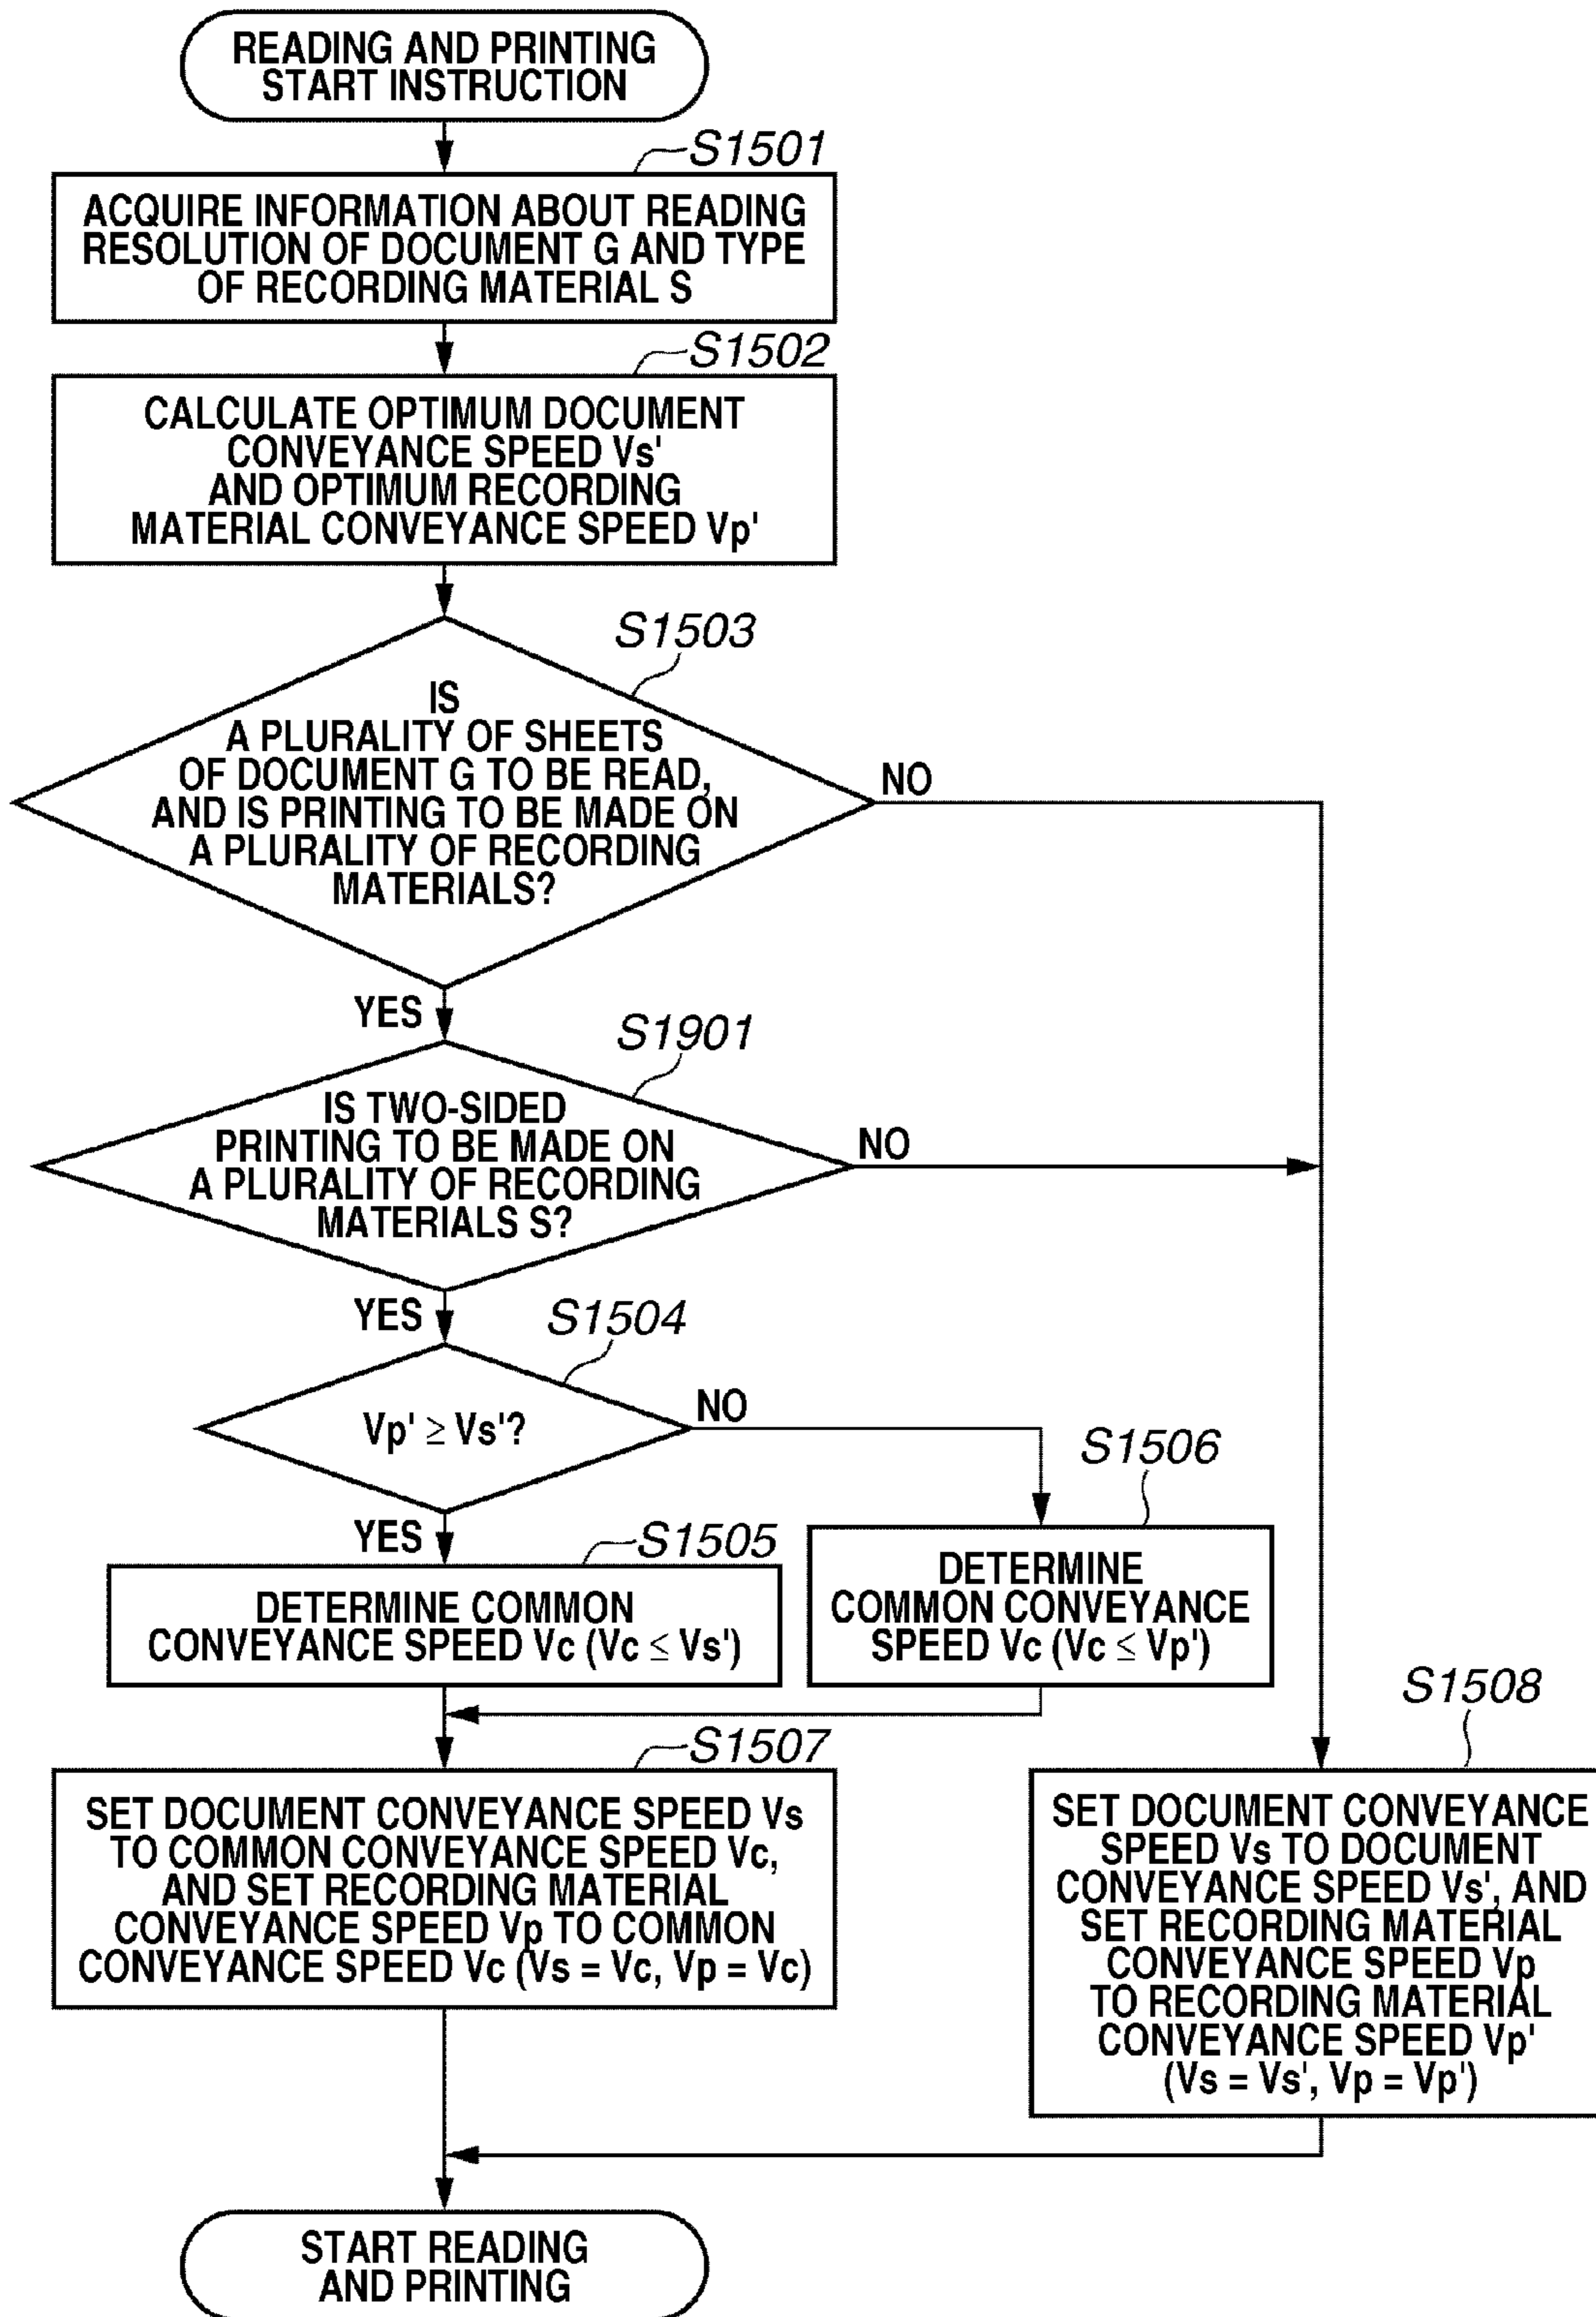 READING AND PRINTING
START INSTRUCTION
S1501
ACQUIRE INFORMATION ABOUT READING
RESOLUTION OF DOCUMENT G AND TYPE
OF RECORDING MATERIAL S
S1502
CALCULATE OPTIMUM DOCUMENT
CONVEYANCE SPEED Vs'
AND OPTIMUM RECORDING
MATERIAL CONVEYANCE SPEED Vp'
S1503
IS
A PLURALITY OF SHEETS
OF DOCUMENT G TO BE READ,
AND IS PRINTING TO BE MADE ON
A PLURALITY OF RECORDING
MATERIALS?
NO
YES
S1901
IS TWO-SIDED
PRINTING TO BE MADE ON
A PLURALITY OF RECORDING
MATERIALS S?
NO
YES
S1504
Vp' ≥ Vs'?
NO
YES
S1506
DETERMINE
COMMON CONVEYANCE
SPEED Vc (Vc ≤ Vp')
S1505
DETERMINE COMMON
CONVEYANCE SPEED Vc (Vc ≤ Vs')
S1507
SET DOCUMENT CONVEYANCE SPEED Vs
TO COMMON CONVEYANCE SPEED Vc,
AND SET RECORDING MATERIAL
CONVEYANCE SPEED Vp TO COMMON
CONVEYANCE SPEED Vc (Vs = Vc, Vp = Vc)
S1508
SET DOCUMENT CONVEYANCE
SPEED Vs TO DOCUMENT
CONVEYANCE SPEED Vs', AND
SET RECORDING MATERIAL
CONVEYANCE SPEED Vp
TO RECORDING MATERIAL
CONVEYANCE SPEED Vp'
(Vs = Vs', Vp = Vp')
START READING
AND PRINTING